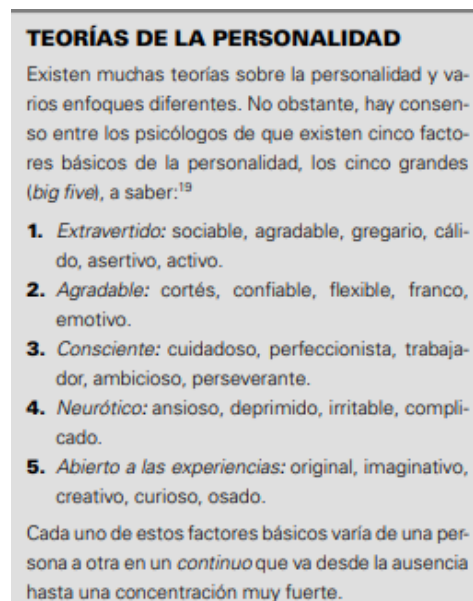 TEORÍAS DE LA PERSONALIDAD
Existen muchas teorías sobre la personalidad y va-
rios enfoques diferentes. No obstante, hay consen-
so entre los psicólogos de que existen cinco facto-
res básicos de la personalidad, los cinco grandes
(big five), a saber:19
1. Extravertido: sociable, agradable, gregario, cáli-
do, asertivo, activo.
2. Agradable: cortés, confiable, flexible, franco,
emotivo.
3. Consciente: cuidadoso, perfeccionista, trabaja-
dor, ambicioso, perseverante.
4. Neurótico: ansioso, deprimido, irritable, compli-
cado.
5. Abierto a las experiencias: original, imaginativo,
creativo, curioso, osado.
Cada uno de estos factores básicos varía de una per-
sona a otra en un continuo que va desde la ausencia
hasta una concentración muy fuerte.